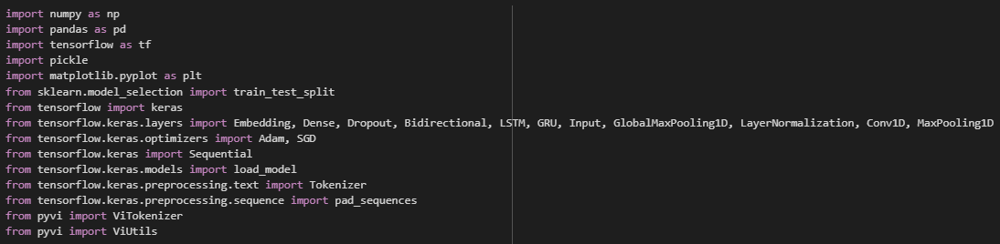 import numpy as np
import pandas as pd
import tensorflow as tf
import pickle
import matplotlib.pyplot as plt
from sklearn.model_selection import train_test_split
from tensorflow import keras
from tensorflow.keras.layers import Embedding, Dense, Dropout, Bidirectional, LSTM, GRU, Input, GlobalMaxPooling1D, LayerNormalization, Conv1D, MaxPooling1D
from tensorflow.keras.optimizers import Adam, SGD
from tensorflow.keras import Sequential
from tensorflow.keras.models import load_model
from tensorflow.keras.preprocessing.text import Tokenizer
from tensorflow.keras.preprocessing.sequence import pad_sequences
from pyvi import ViTokenizer
from pyvi import ViUtils